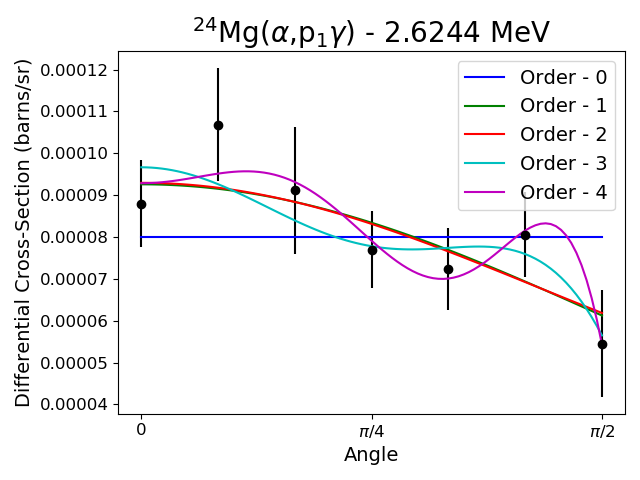 ²⁴Mg(α,p₁γ) - 2.6244 MeV
Differential Cross-Section (barns/sr)
0.00012
0.00011
0.00010
0.00009
0.00008
0.00007
0.00006
0.00005
0.00004
Order - 0
Order - 1
Order - 2
Order - 3
Order - 4
0
π/4
π/2
Angle